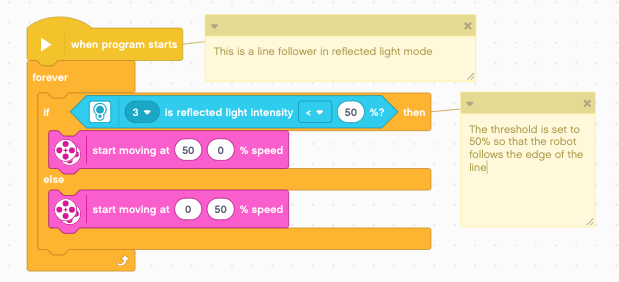 when program starts
This is a line follower in reflected light mode
forever
if 3 is reflected light intensity < 50 %? then
The threshold is set to
50% so that the robot
follows the edge of the
line
start moving at 50 0 % speed
else
start moving at 0 50 % speed